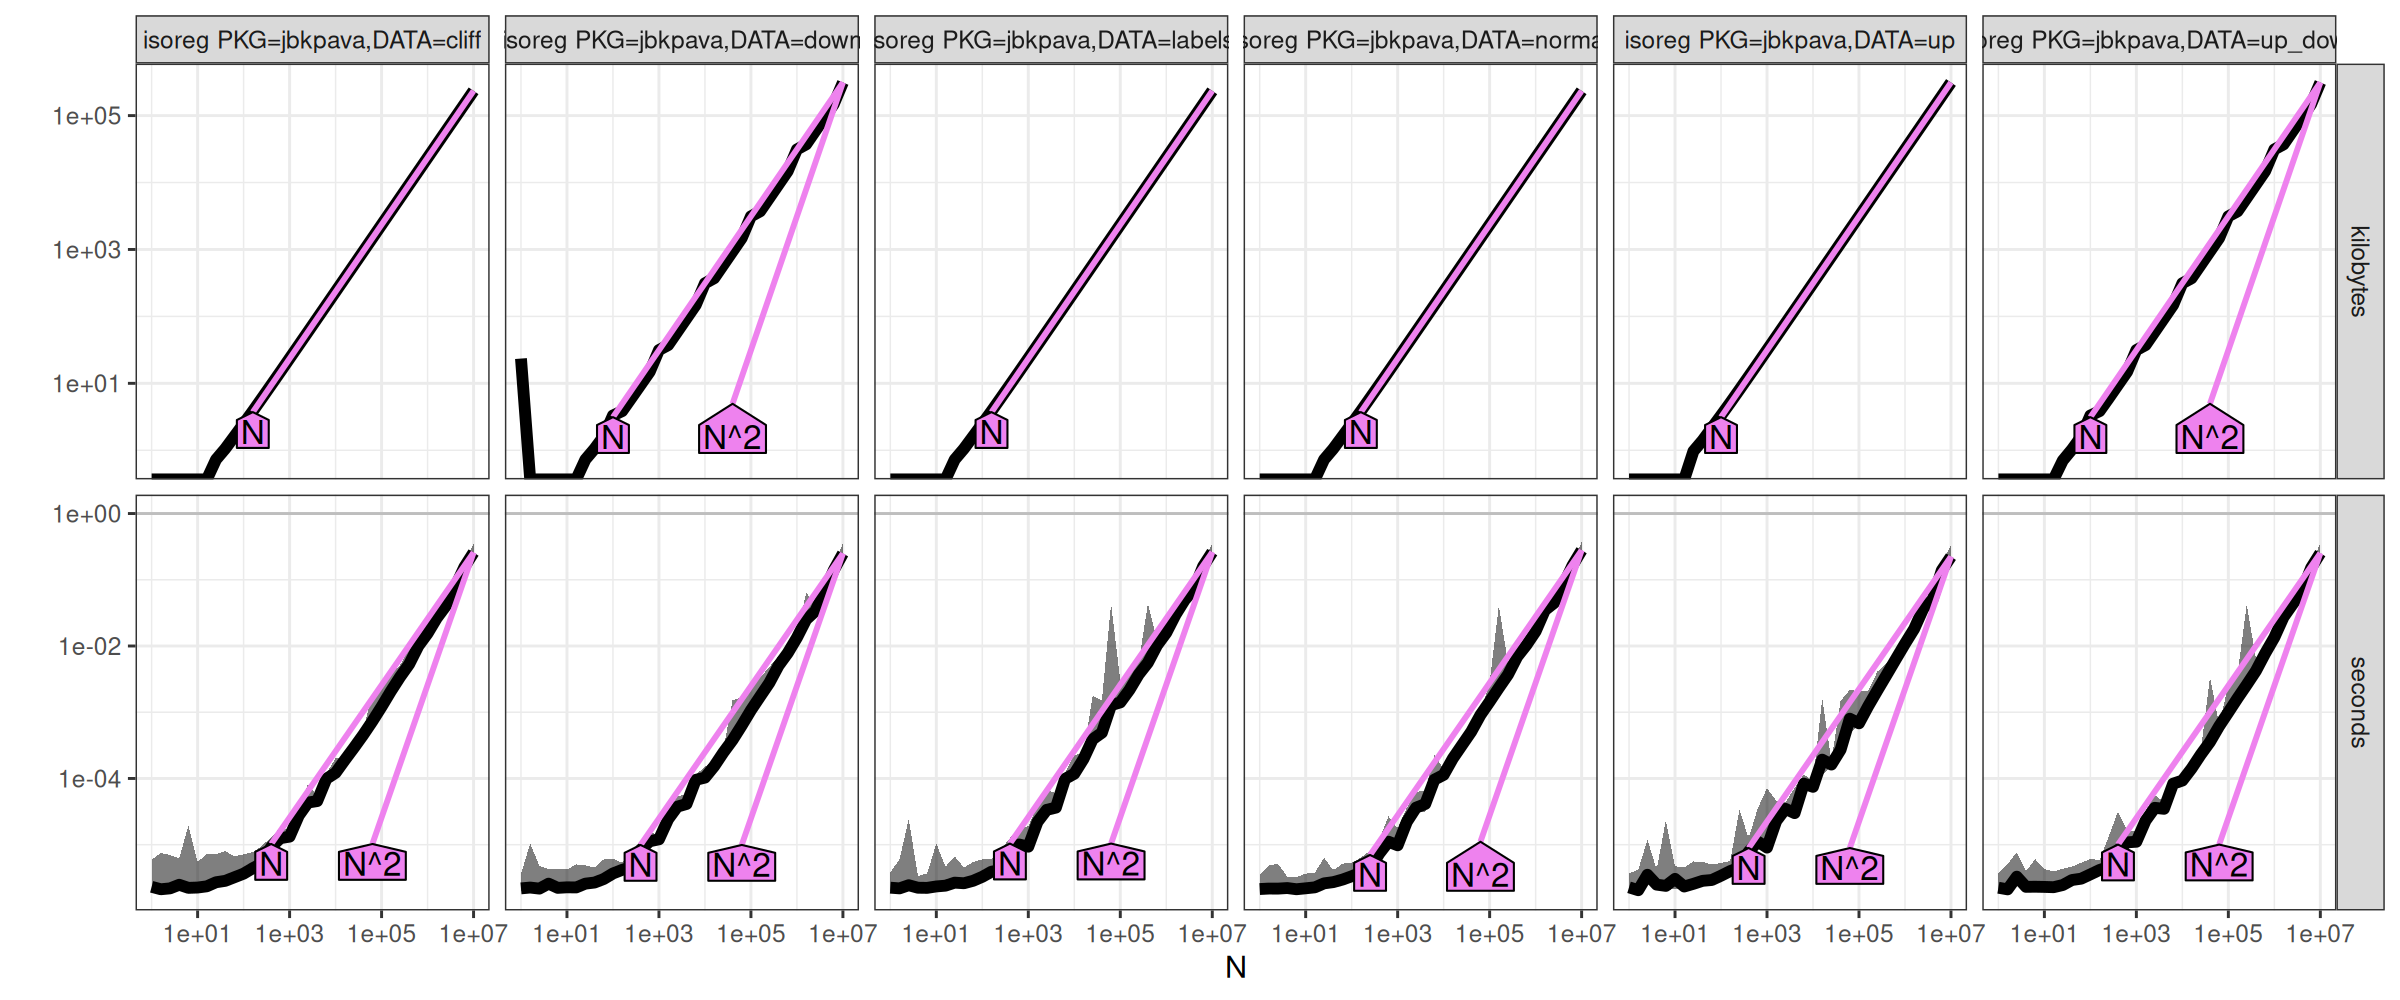 isoreg PKG=jbkpava,DATA=cliff
soreg PKG=jbkpava,DATA=down
soreg PKG=jbkpava,DATA=labels
soreg PKG=jbkpava,DATA=norma
isoreg PKG=jbkpava,DATA=up
oreg PKG=jbkpava,DATA=up_dow
1e+05
1e+03
1e+01
N
N
N^2
N
N
N
N
N^2
kilobytes
1e+00
1e-02
1e-04
N
N^2
N
N^2
N
N^2
N
N^2
N
N^2
N
N^2
seconds
1e+01 1e+03 1e+05 1e+07
1e+01 1e+03 1e+05 1e+07
1e+01 1e+03 1e+05 1e+07
1e+01 1e+03 1e+05 1e+07
1e+01 1e+03 1e+05 1e+07
1e+01 1e+03 1e+05 1e+07
N